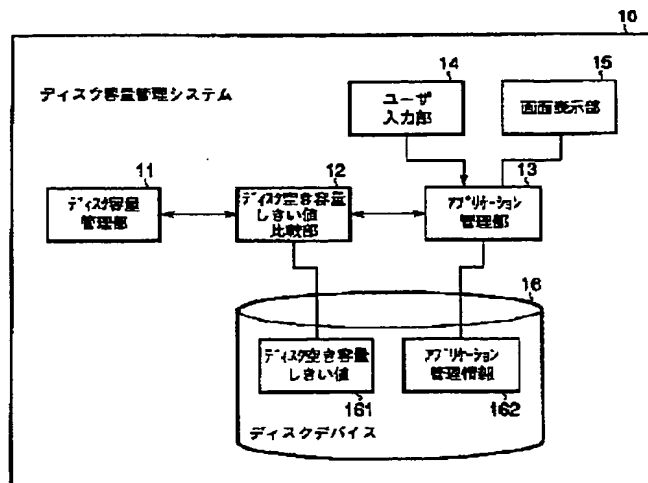 10
ディスク容量管理システム
14
ユーザ
入力部
15
画面表示部
11
ディスク容量
管理部
12
ディスク空き容量
しきい値
比較部
13
アプリケーション
管理部
16
ディスク空き容量
しきい値
161
アプリケーション
管理情報
162
ディスクデバイス